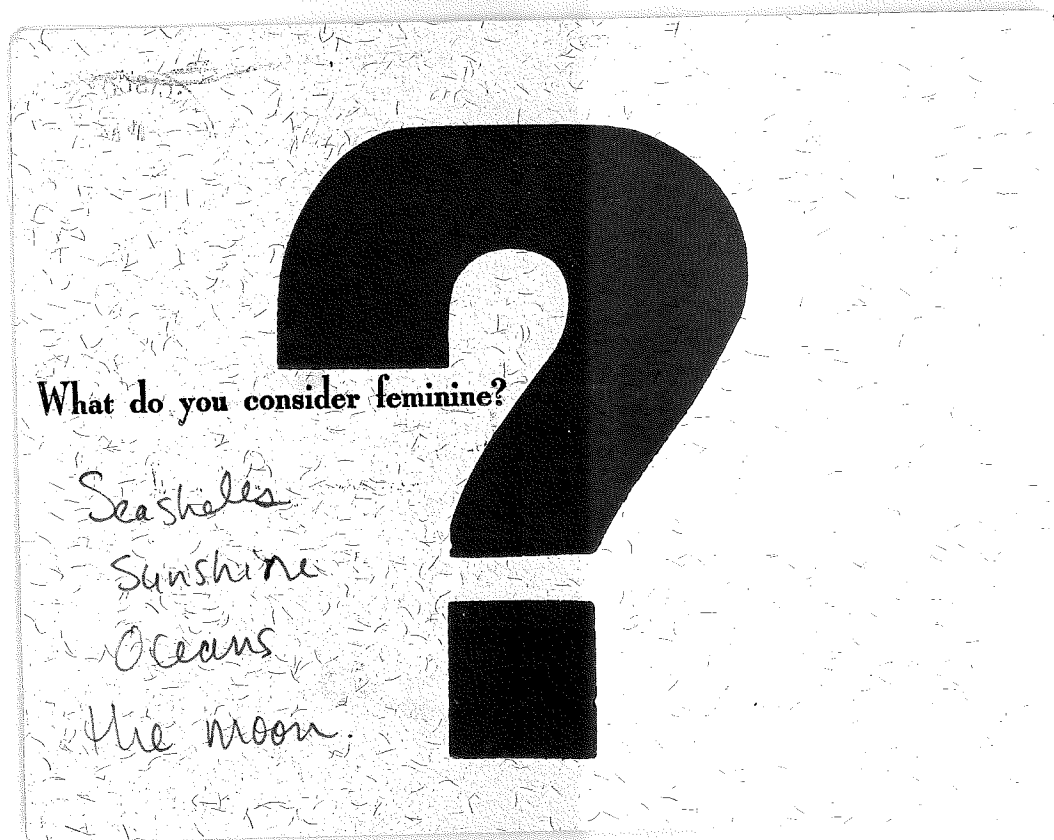 What do you consider feminine?
Seashells
Sunshine
Oceans
the moon.